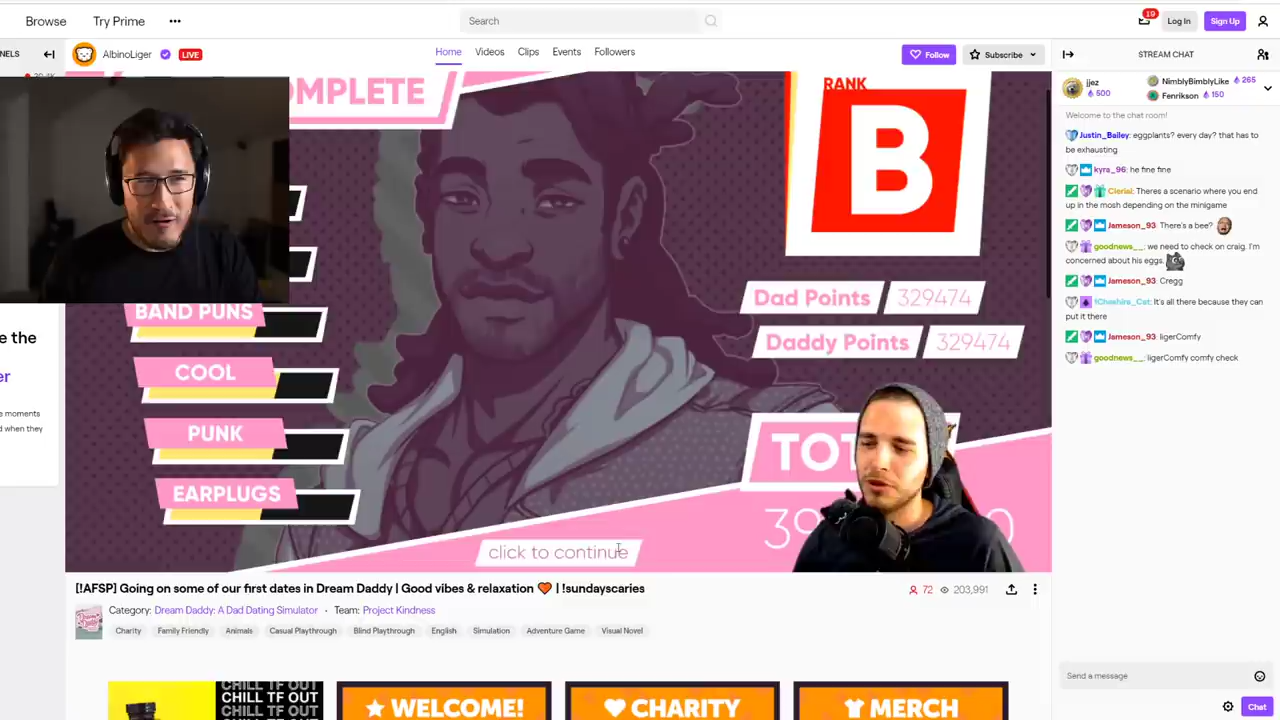 Browse
Try Prime
Search
19
Log In
Sign Up
NELS
AlbinoLiger
LIVE
Home
Videos
Clips
Events
Followers
Follow
Subscribe
STREAM CHAT
jjez
500
NimblyBimblyLike 265
Fenrikson 150
Welcome to the chat room!
Justin_Bailey: eggplants? every day? that has to
be exhausting
kyra_96: he fine fine
Clerial: Theres a scenario where you end
up in the mosh depending on the minigame
Jameson_93: There's a bee?
goodnews__: we need to check on craig. I'm
concerned about his eggs.
Jameson_93: Cregg
1Cheshire_Cat: It's all there because they can
put it there
Jameson_93: ligerComfy
goodnews__: ligerComfy comfy check
Send a message
Chat
OMPLETE
RANK
B
Dad Points 329474
Daddy Points 329474
BAND PUNS
COOL
PUNK
EARPLUGS
TOT
click to continue
e the
er
moments
d when they
[!AFSP] Going on some of our first dates in Dream Daddy | Good vibes & relaxation 🧡 | !sundayscaries
72
203,991
Category: Dream Daddy: A Dad Dating Simulator · Team: Project Kindness
Charity
Family Friendly
Animals
Casual Playthrough
Blind Playthrough
English
Simulation
Adventure Game
Visual Novel
CHILL TF OUT
CHILL TF OUT
WELCOME!
CHARITY
MERCH